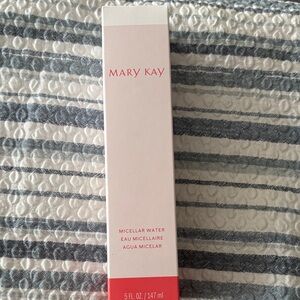 MARY KAY
MICELLAR WATER
EAU MICELLAIRE
AGUA MICELAR
5 FL. OZ. / 147 ml